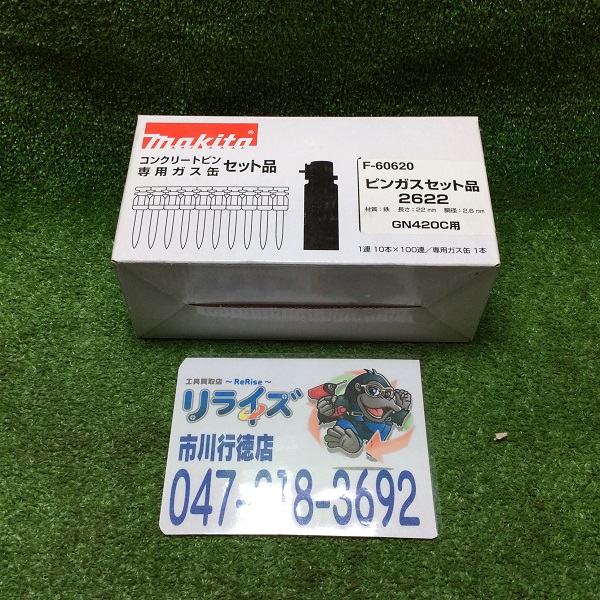 makita
コンクリートピン
専用ガス缶 セット品
F-60620
ピンガスセット品
2622
材質：鉄 長さ：22mm 胴径：2.6mm
GN420C用
1連 10本×100連／専用ガス缶 1本
工具買取店 ～ReRise～
リライズ
市川行徳店
047-318-3692